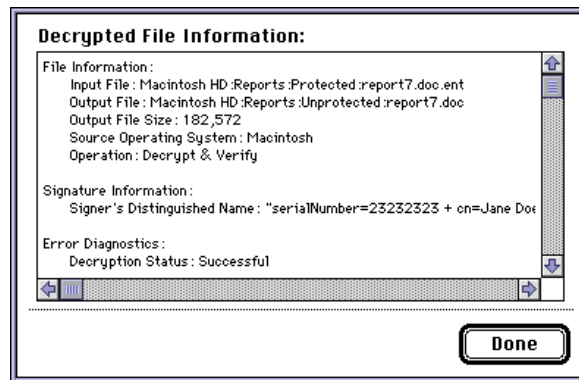 Decrypted File Information:
File Information:
Input File: Macintosh HD:Reports:Protected:report7.doc.ent
Output File: Macintosh HD:Reports:Unprotected:report7.doc
Output File Size: 182,572
Source Operating System: Macintosh
Operation: Decrypt & Verify
Signature Information:
Signer's Distinguished Name: "serialNumber=23232323 + cn=Jane Doe
Error Diagnostics:
Decryption Status: Successful
Done